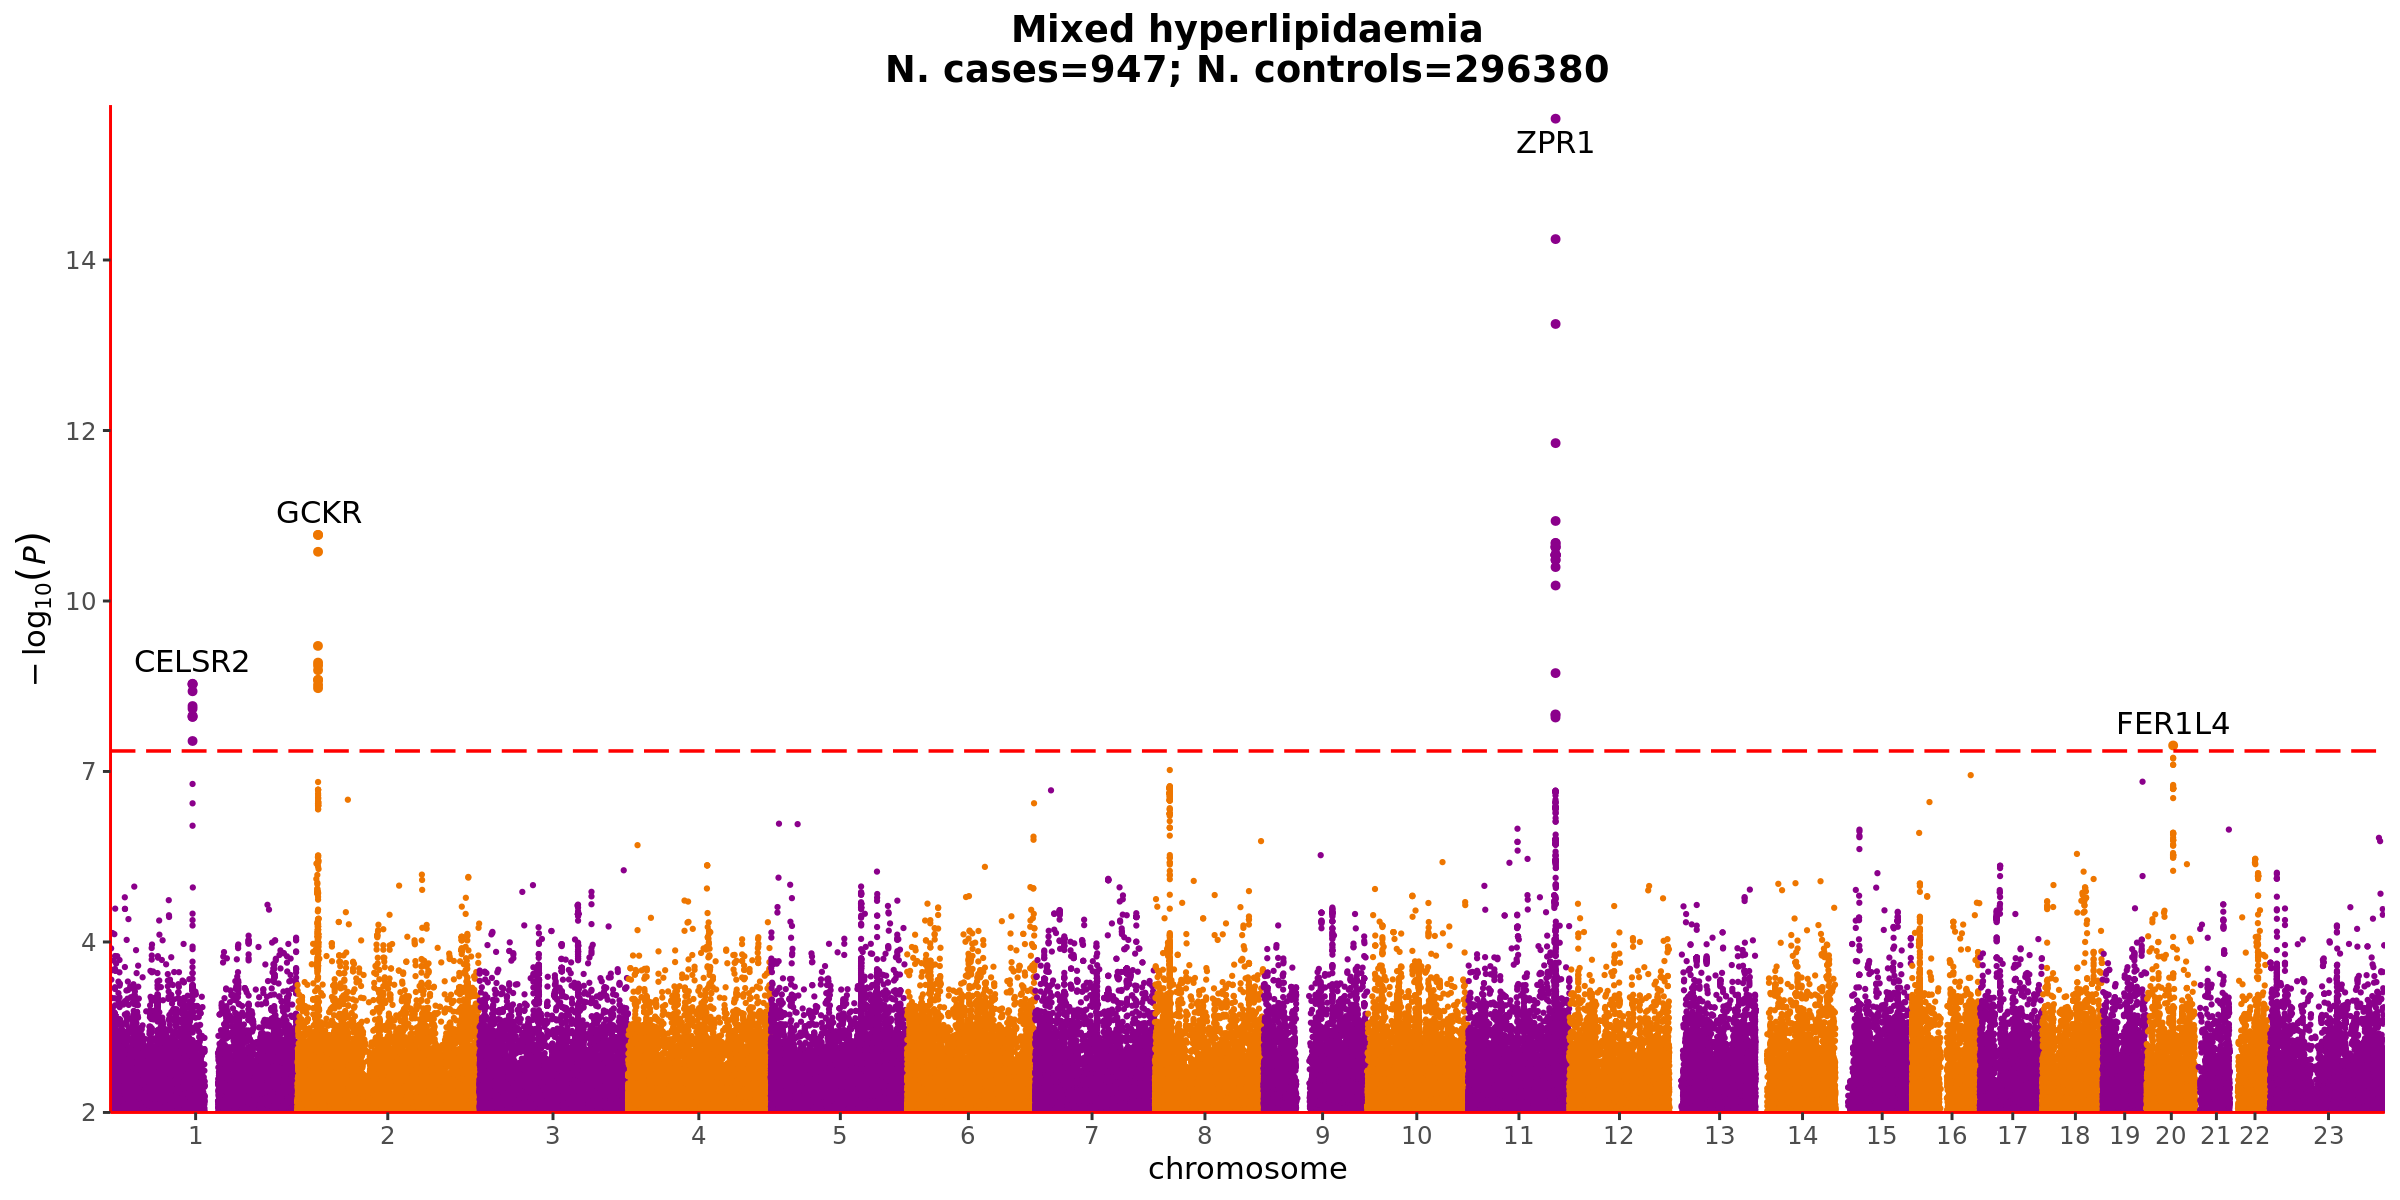 Mixed hyperlipidaemia
N. cases=947; N. controls=296380
ZPR1
14
12
GCKR
10
CELSR2
FER1L4
7
4
2
−log10(P)
1 2 3 4 5 6 7 8 9 10 11 12 13 14 15 16 17 18 19 20 21 22 23
chromosome